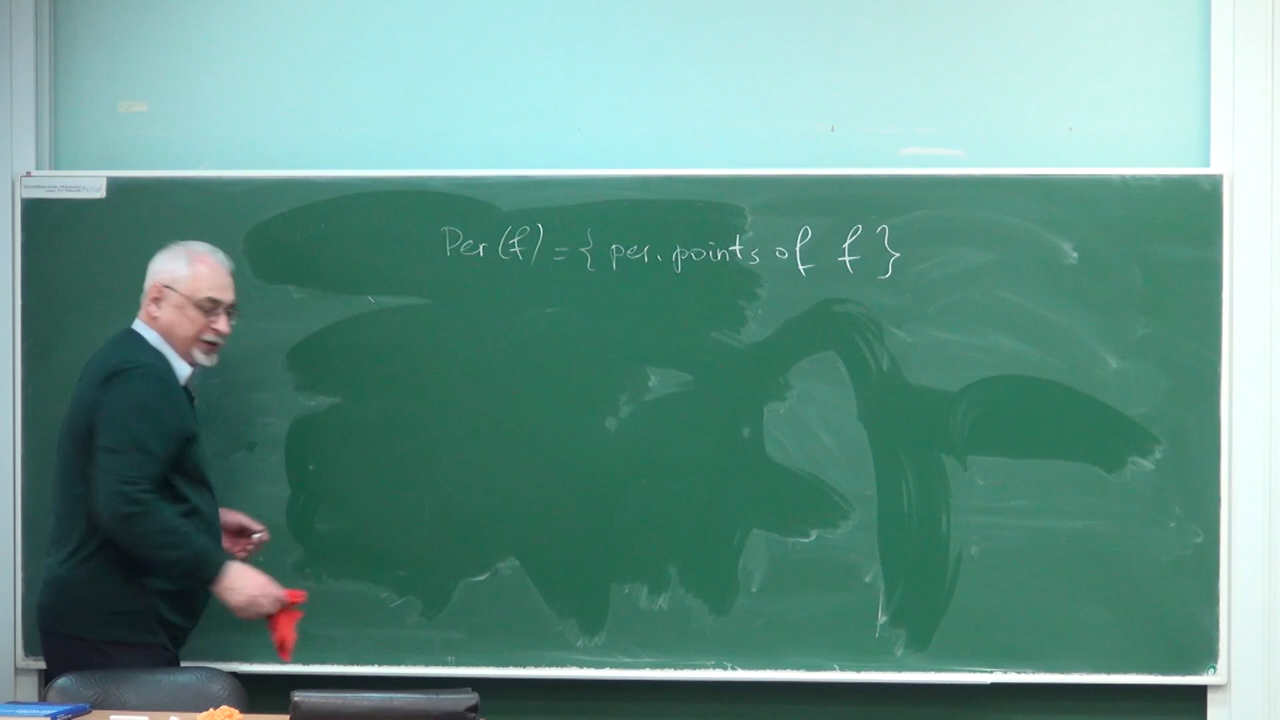 Per (f) = { per. points of f }